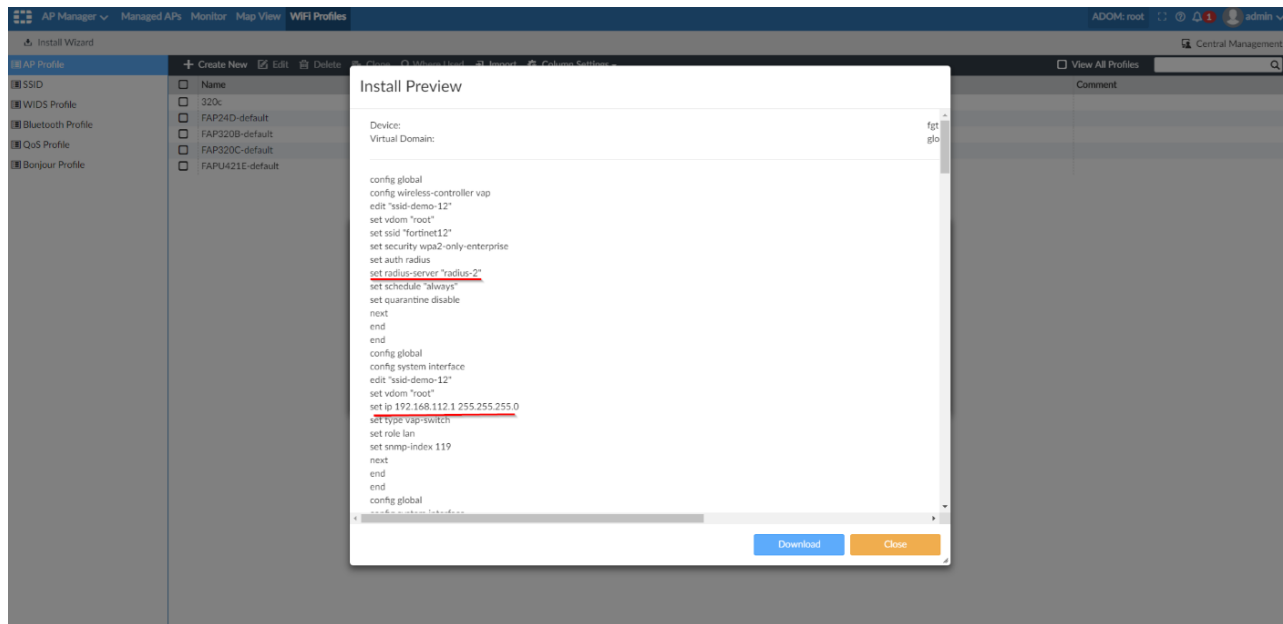 AP Manager Managed APs Monitor Map View WiFi Profiles ADOM: root 1 admin
Install Wizard Central Management
AP Profile
SSID
WIDS Profile
Bluetooth Profile
QoS Profile
Bonjour Profile
+ Create New Edit Delete Clone Where Used Import Column Settings View All Profiles
Name Comment
320c
FAP24D-default
FAP320B-default
FAP320C-default
FAPU421E-default
Install Preview
Device: fgt
Virtual Domain: glo
config global
config wireless-controller vap
edit "ssid-demo-12"
set vdom "root"
set ssid "fortinet12"
set security wpa2-only-enterprise
set auth radius
set radius-server "radius-2"
set schedule "always"
set quarantine disable
next
end
end
config global
config system interface
edit "ssid-demo-12"
set vdom "root"
set ip 192.168.112.1 255.255.255.0
set type vap-switch
set role lan
set snmp-index 119
next
end
end
config global
config system interface
Download Close